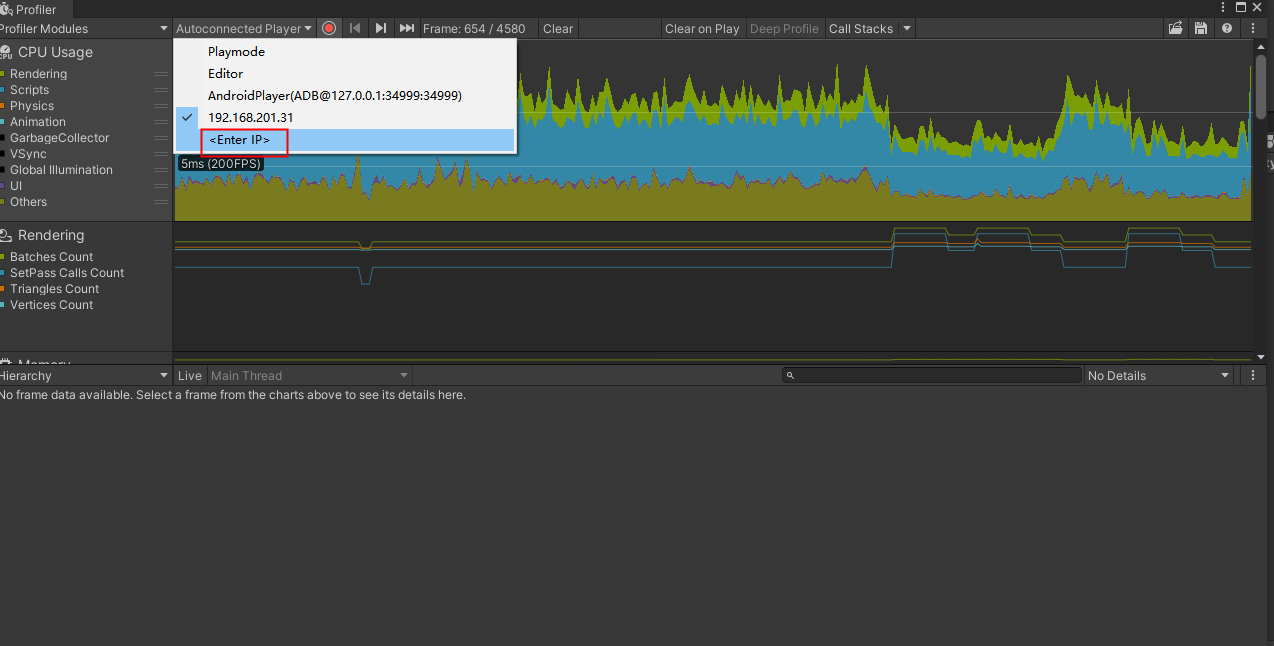 Profiler
Profiler Modules
Autoconnected Player
Frame: 654 / 4580
Clear
Clear on Play
Deep Profile
Call Stacks
CPU Usage
Rendering
Scripts
Physics
Animation
GarbageCollector
VSync
Global Illumination
UI
Others
Playmode
Editor
AndroidPlayer(ADB@127.0.0.1:34999:34999)
192.168.201.31
<Enter IP>
5ms (200FPS)
Rendering
Batches Count
SetPass Calls Count
Triangles Count
Vertices Count
Memory
Hierarchy
Live
Main Thread
No Details
No frame data available. Select a frame from the charts above to see its details here.